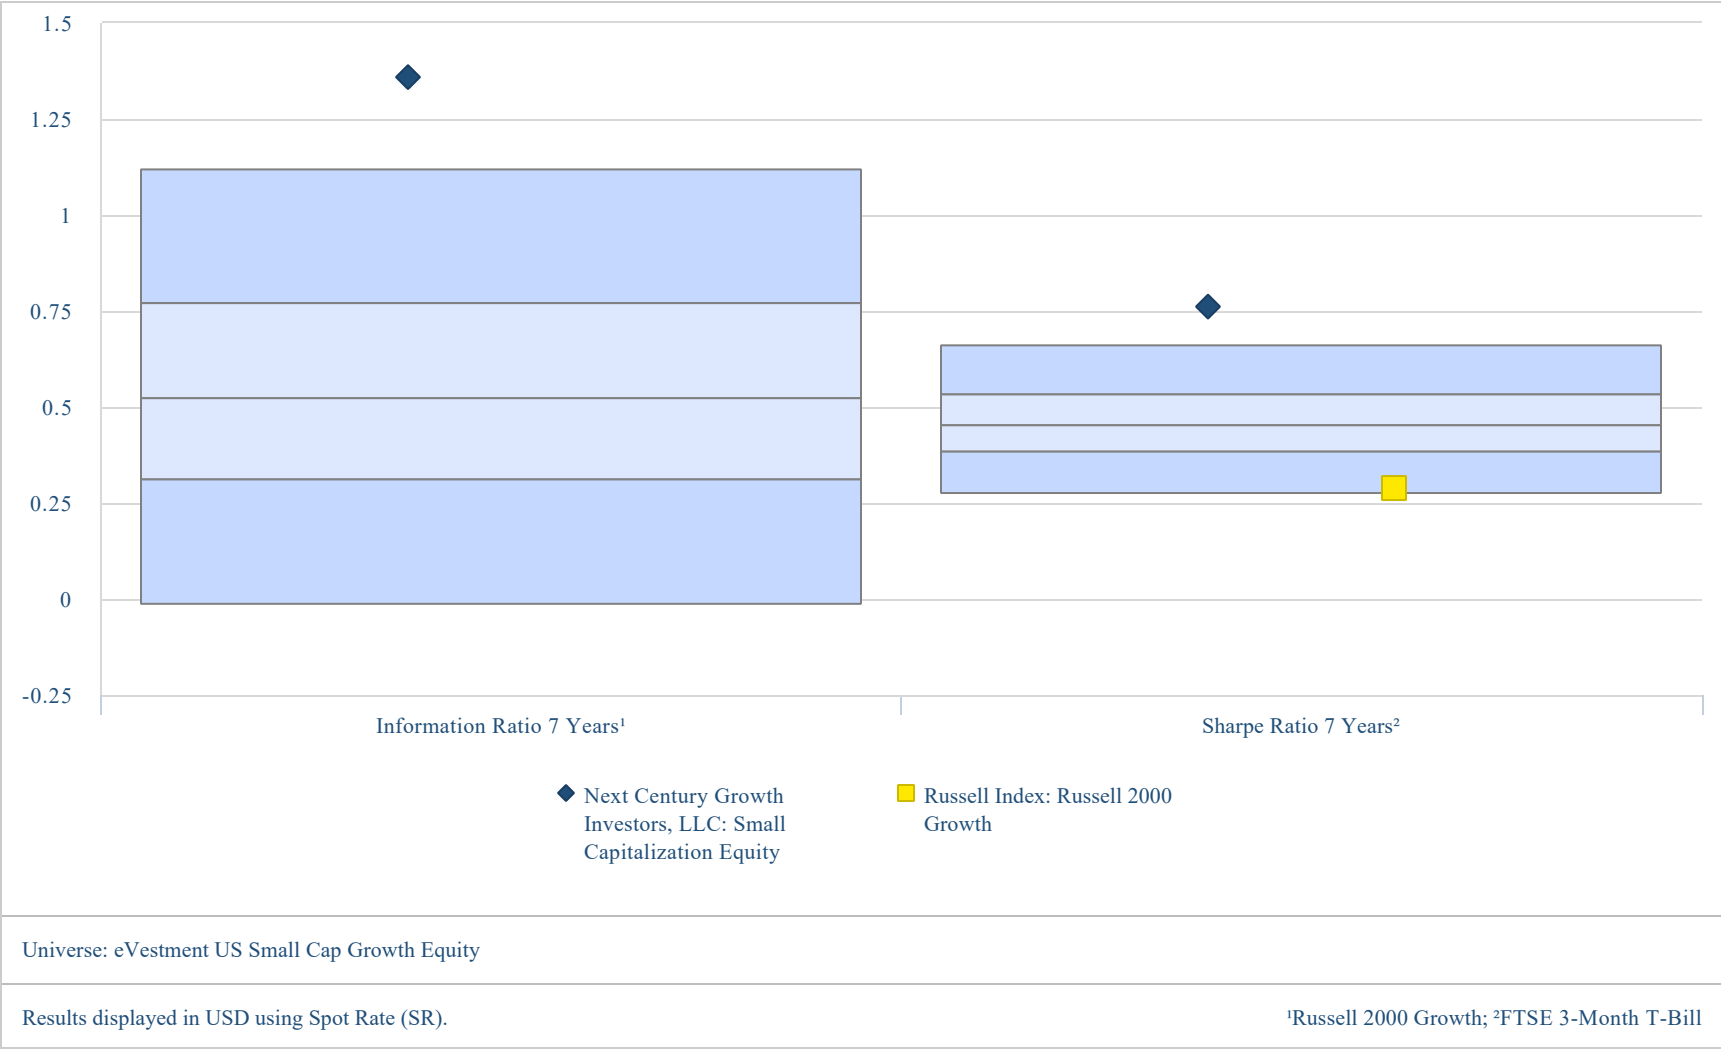 1.5
1.25
1
0.75
0.5
0.25
0
-0.25
Information Ratio 7 Years¹
Sharpe Ratio 7 Years²
Next Century Growth
Investors, LLC: Small
Capitalization Equity
Russell Index: Russell 2000
Growth
Universe: eVestment US Small Cap Growth Equity
Results displayed in USD using Spot Rate (SR).
¹Russell 2000 Growth; ²FTSE 3-Month T-Bill